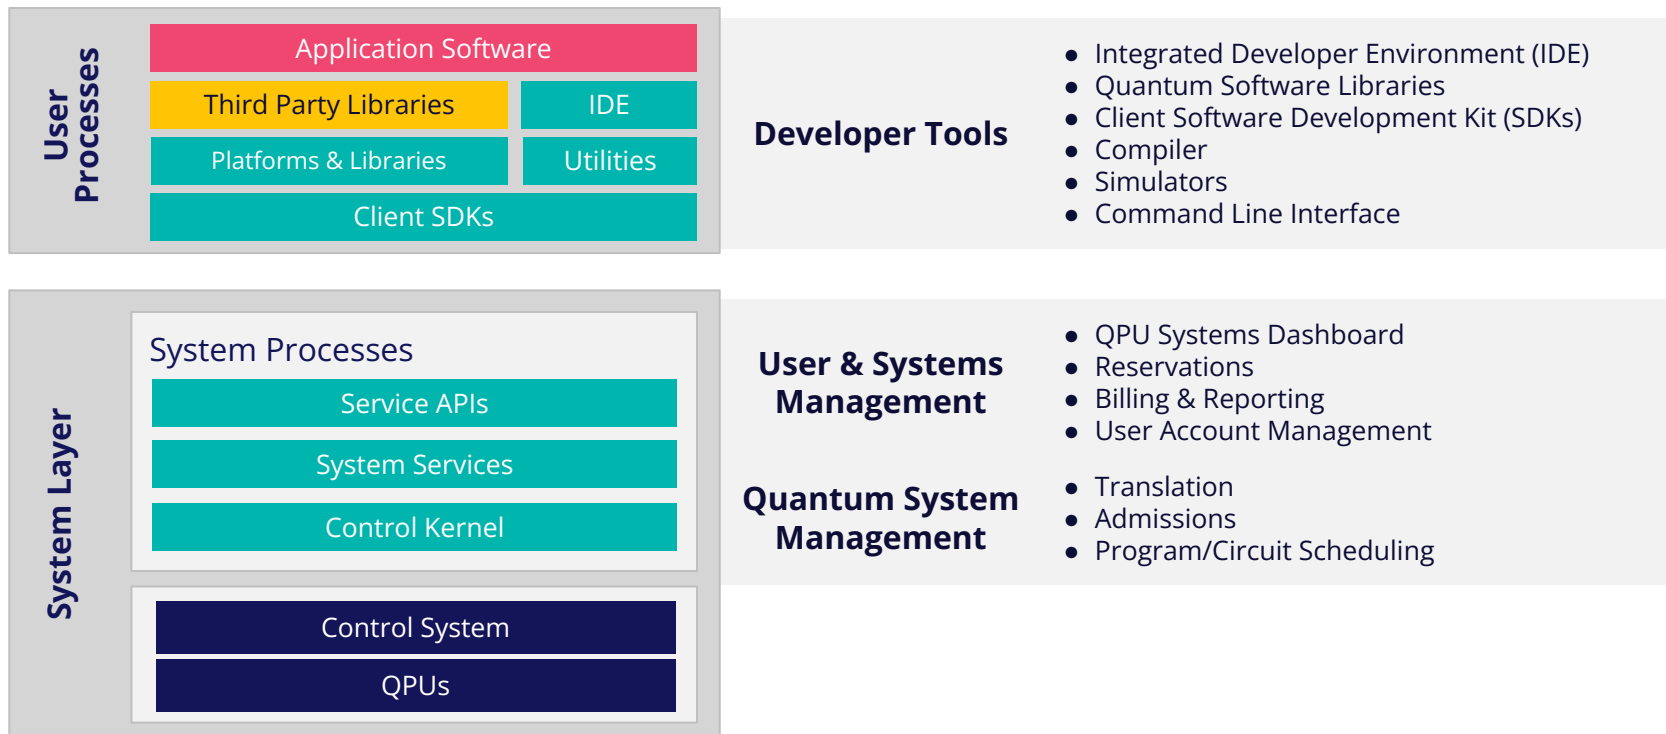 User
Processes
Application Software
Third Party Libraries
IDE
Platforms & Libraries
Utilities
Client SDKs
Developer Tools
● Integrated Developer Environment (IDE)
● Quantum Software Libraries
● Client Software Development Kit (SDKs)
● Compiler
● Simulators
● Command Line Interface
System Layer
System Processes
Service APIs
System Services
Control Kernel
Control System
QPUs
User & Systems
Management
● QPU Systems Dashboard
● Reservations
● Billing & Reporting
● User Account Management
Quantum System
Management
● Translation
● Admissions
● Program/Circuit Scheduling